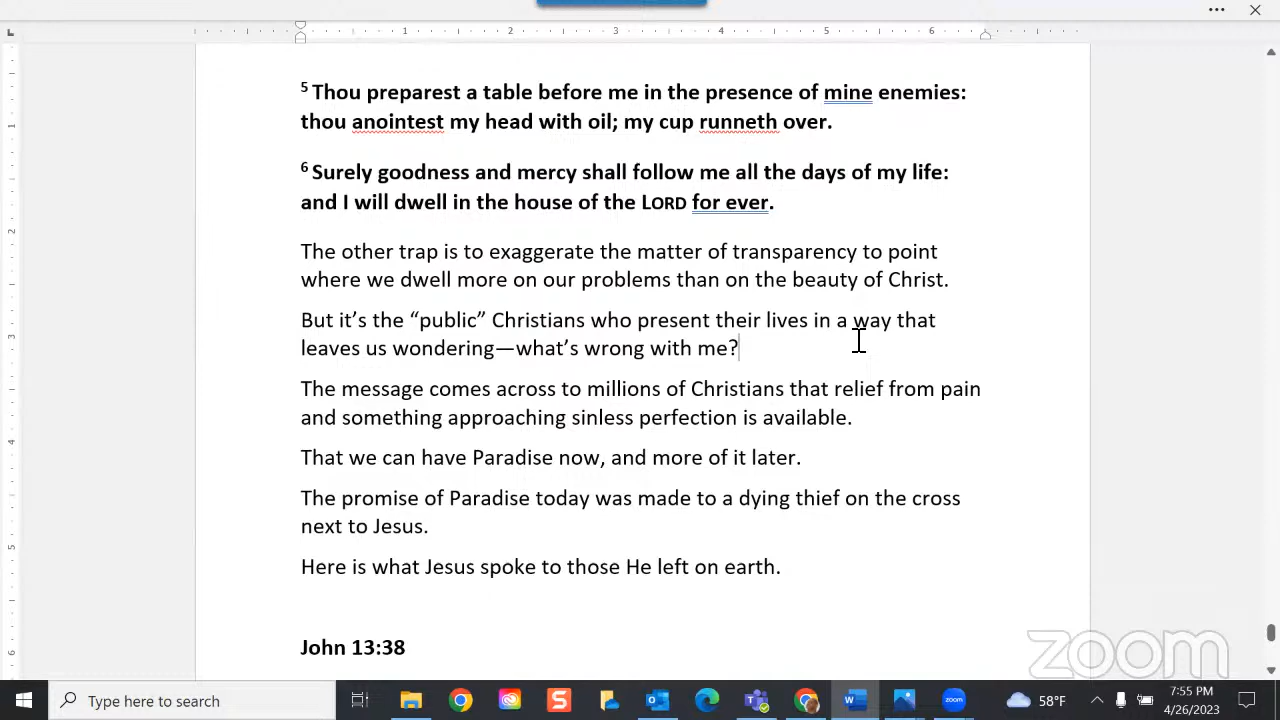 1 2 3 4 5 6
5 Thou preparest a table before me in the presence of mine enemies:
thou anointest my head with oil; my cup runneth over.
6 Surely goodness and mercy shall follow me all the days of my life:
and I will dwell in the house of the LORD for ever.
The other trap is to exaggerate the matter of transparency to point
where we dwell more on our problems than on the beauty of Christ.
But it’s the “public” Christians who present their lives in a way that
leaves us wondering—what’s wrong with me?
The message comes across to millions of Christians that relief from pain
and something approaching sinless perfection is available.
That we can have Paradise now, and more of it later.
The promise of Paradise today was made to a dying thief on the cross
next to Jesus.
Here is what Jesus spoke to those He left on earth.
John 13:38
zoom
Type here to search
58°F
7:55 PM
4/26/2023